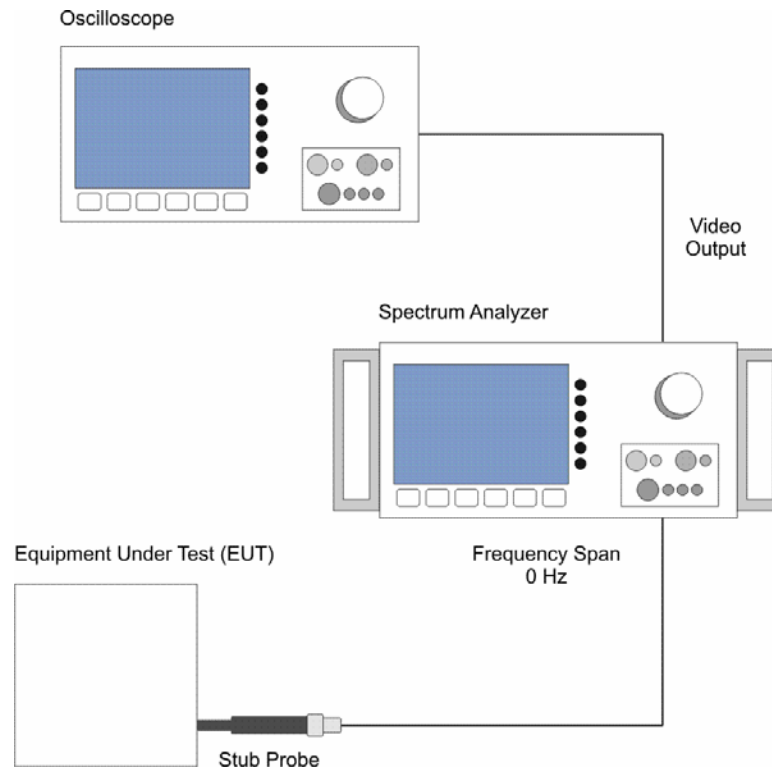 Oscilloscope
Video
Output
Spectrum Analyzer
Equipment Under Test (EUT)
Frequency Span
0 Hz
Stub Probe